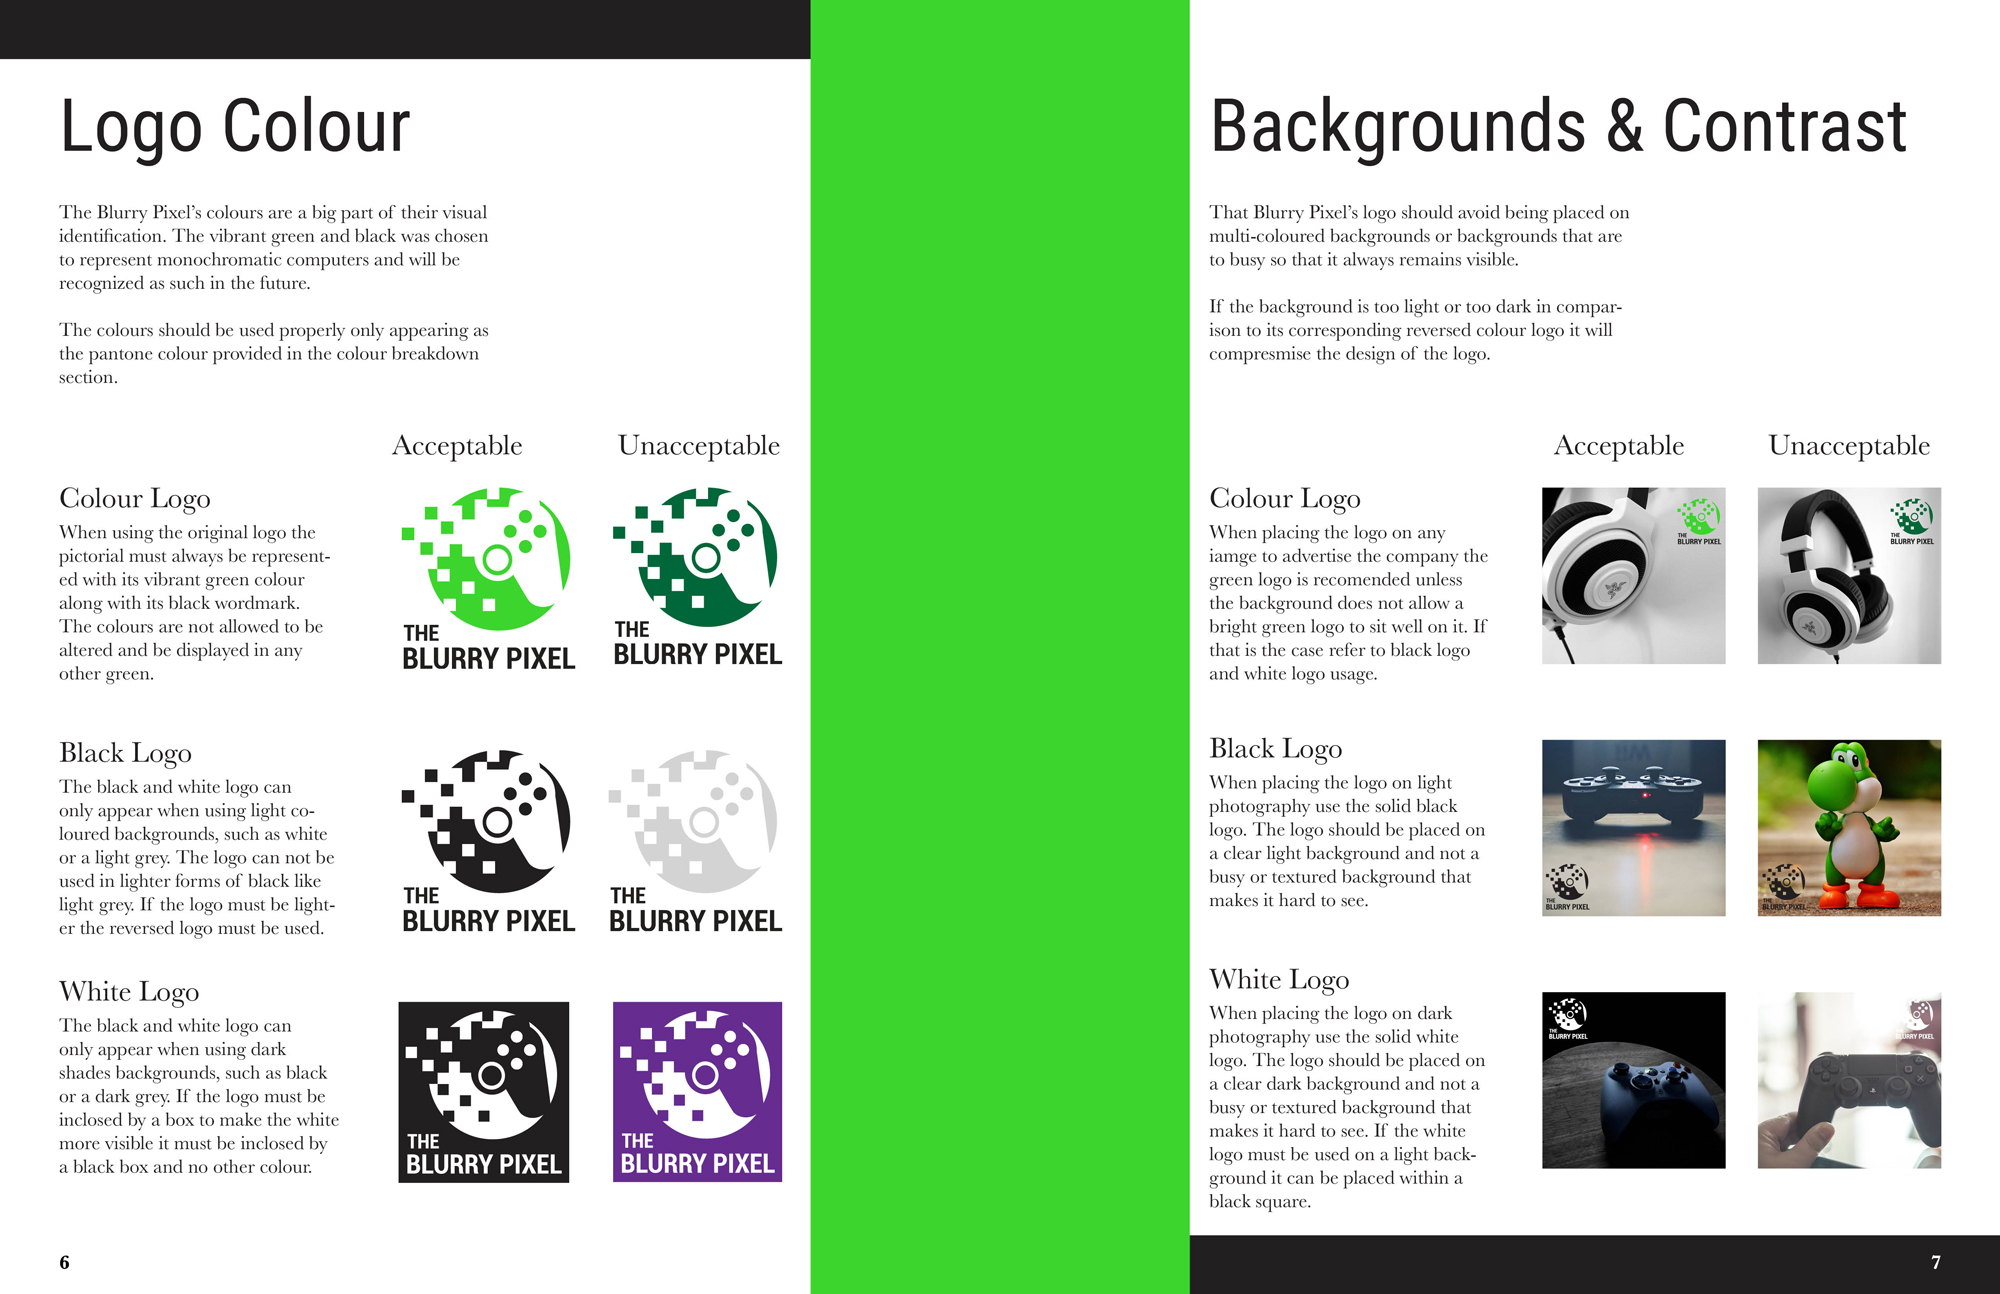 Logo Colour
The Blurry Pixel’s colours are a big part of their visual
identification. The vibrant green and black was chosen
to represent monochromatic computers and will be
recognized as such in the future.
The colours should be used properly only appearing as
the pantone colour provided in the colour breakdown
section.
Acceptable
Unacceptable
Colour Logo
When using the original logo the
pictorial must always be represent-
ed with its vibrant green colour
along with its black wordmark.
The colours are not allowed to be
altered and be displayed in any
other green.
THE
BLURRY PIXEL
THE
BLURRY PIXEL
Black Logo
The black and white logo can
only appear when using light co-
loured backgrounds, such as white
or a light grey. The logo can not be
used in lighter forms of black like
light grey. If the logo must be light-
er the reversed logo must be used.
THE
BLURRY PIXEL
THE
BLURRY PIXEL
White Logo
The black and white logo can
only appear when using dark
shades backgrounds, such as black
or a dark grey. If the logo must be
inclosed by a box to make the white
more visible it must be inclosed by
a black box and no other colour.
THE
BLURRY PIXEL
THE
BLURRY PIXEL
6
Backgrounds & Contrast
That Blurry Pixel’s logo should avoid being placed on
multi-coloured backgrounds or backgrounds that are
to busy so that it always remains visible.
If the background is too light or too dark in compar-
ison to its corresponding reversed colour logo it will
compresmise the design of the logo.
Acceptable
Unacceptable
Colour Logo
When placing the logo on any
iamge to advertise the company the
green logo is recomended unless
the background does not allow a
bright green logo to sit well on it. If
that is the case refer to black logo
and white logo usage.
THE
BLURRY PIXEL
THE
BLURRY PIXEL
Black Logo
When placing the logo on light
photography use the solid black
logo. The logo should be placed on
a clear light background and not a
busy or textured background that
makes it hard to see.
THE
BLURRY PIXEL
THE
BLURRY PIXEL
White Logo
When placing the logo on dark
photography use the solid white
logo. The logo should be placed on
a clear dark background and not a
busy or textured background that
makes it hard to see. If the white
logo must be used on a light back-
ground it can be placed within a
black square.
THE
BLURRY PIXEL
BLURRY PIXEL
7